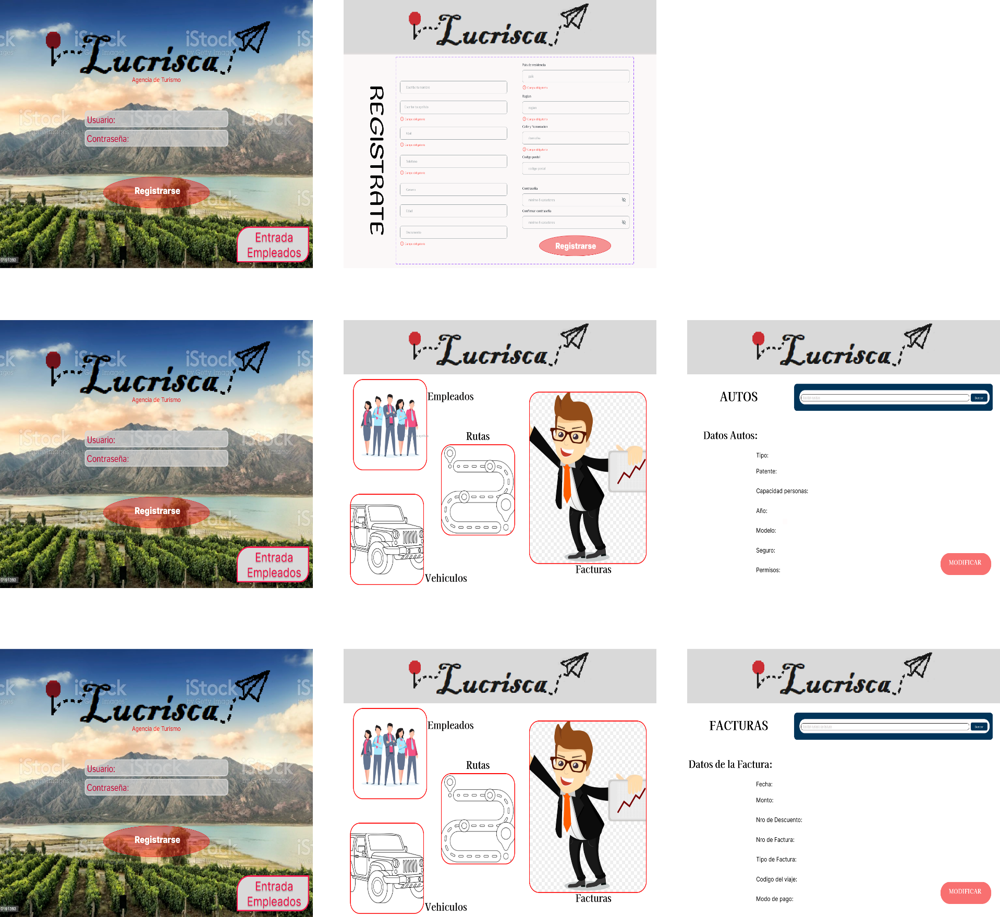 iStock
by Getty Images
Lucrisca
Agencia de Turismo
Usuario:
Contraseña:
Registrarse
Entrada
Empleados
0191383
Lucrisca
REGISTRATE
Escribe tu nombre
Escribe tu apellido
Campo obligatorio
Mail
Campo obligatorio
Telefono
Campo obligatorio
Genero
Edad
Documento
Campo obligatorio
Pais de residencia
pais
Campo obligatorio
Region
region
Campo obligatorio
Calle y Numeracion
domicilio
Campo obligatorio
Codigo postal
codigo postal
Contraseña
minimo 8 caracteres
Confirmar contraseña
minimo 8 caracteres
Registrarse
iStock
by Getty Images
Lucrisca
Agencia de Turismo
Usuario:
Contraseña:
Registrarse
Entrada
Empleados
0191383
Lucrisca
Empleados
Rutas
Vehiculos
Facturas
Lucrisca
AUTOS
Buscar
Datos Autos:
Tipo:
Patente:
Capacidad personas:
Año:
Modelo:
Seguro:
Permisos:
MODIFICAR
iStock
by Getty Images
Lucrisca
Agencia de Turismo
Usuario:
Contraseña:
Registrarse
Entrada
Empleados
0191383
Lucrisca
Empleados
Rutas
Vehiculos
Facturas
Lucrisca
FACTURAS
Buscar
Datos de la Factura:
Fecha:
Monto:
Nro de Descuento:
Nro de Factura:
Tipo de Factura:
Codigo del viaje:
Modo de pago:
MODIFICAR